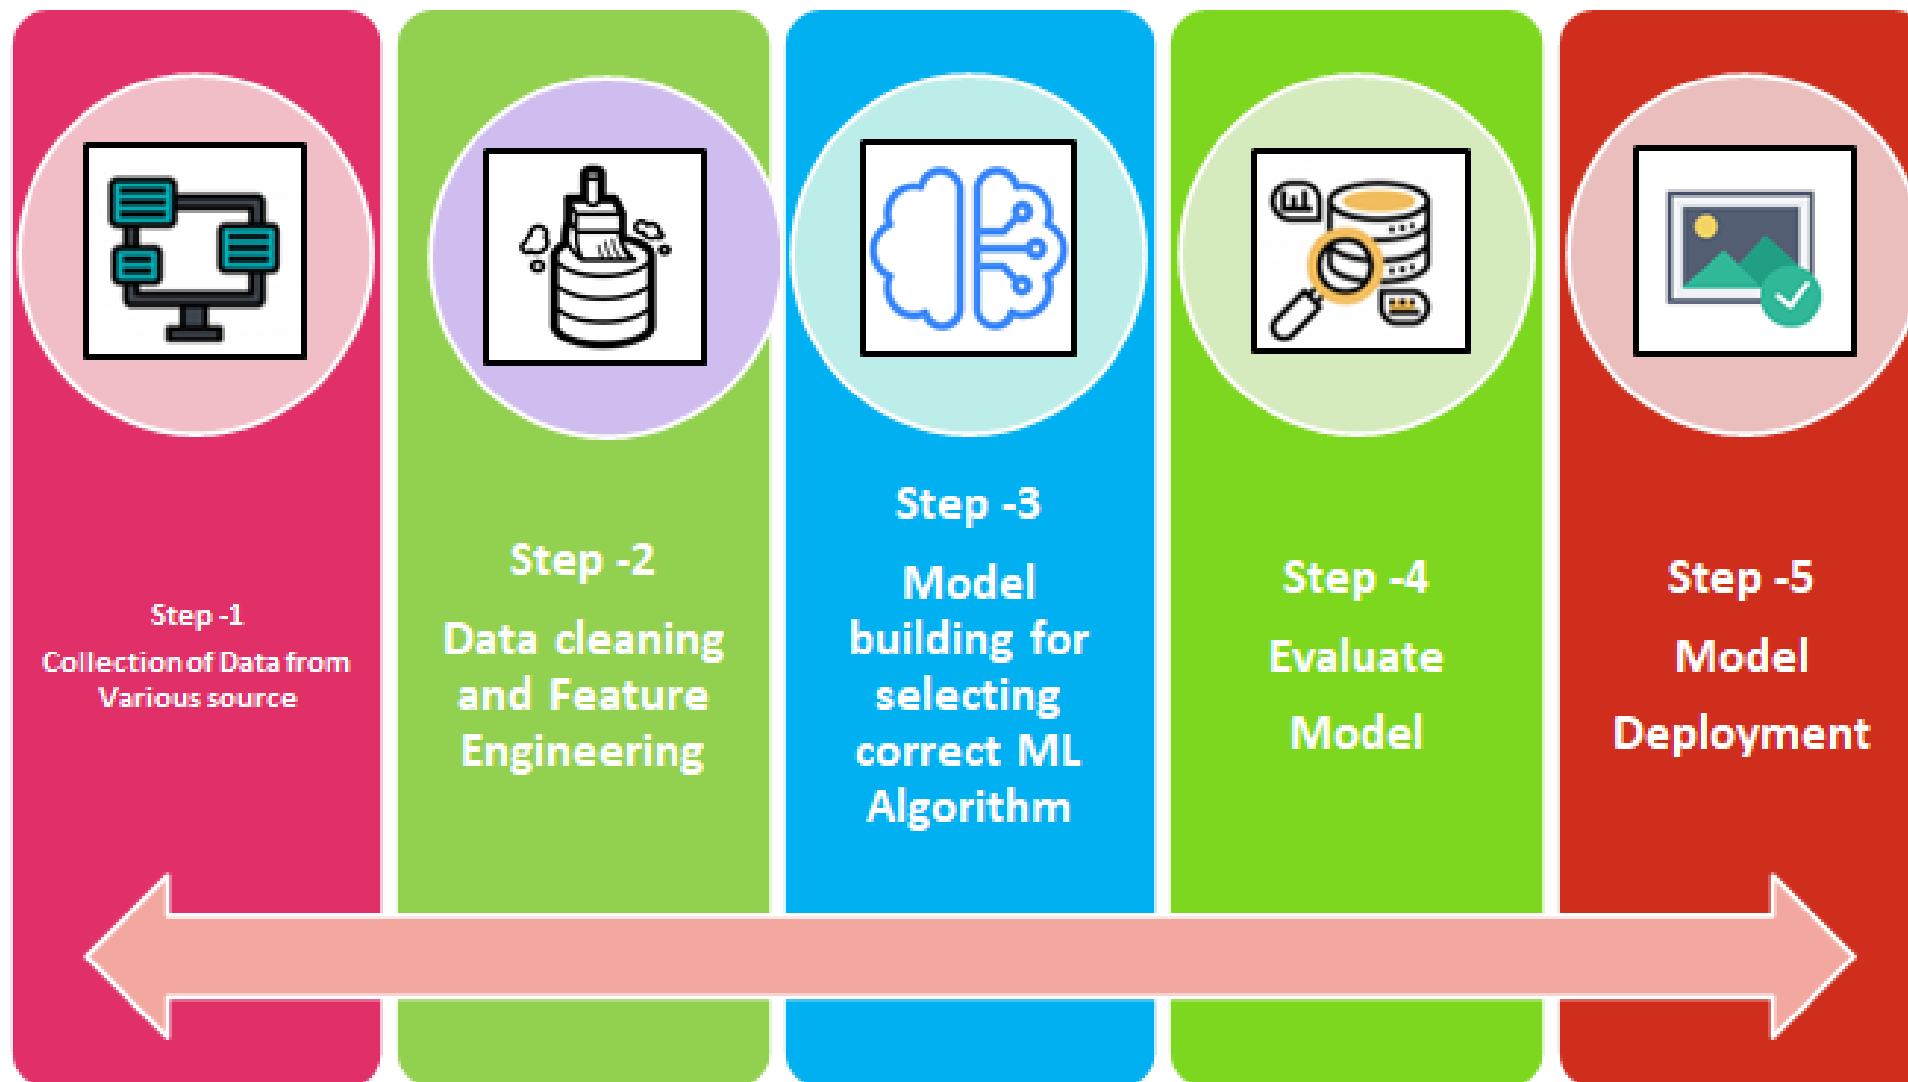 Step -1
Collection of Data from
Various source
Step -2
Data cleaning
and Feature
Engineering
Step -3
Model
building for
selecting
correct ML
Algorithm
Step -4
Evaluate
Model
Step -5
Model
Deployment